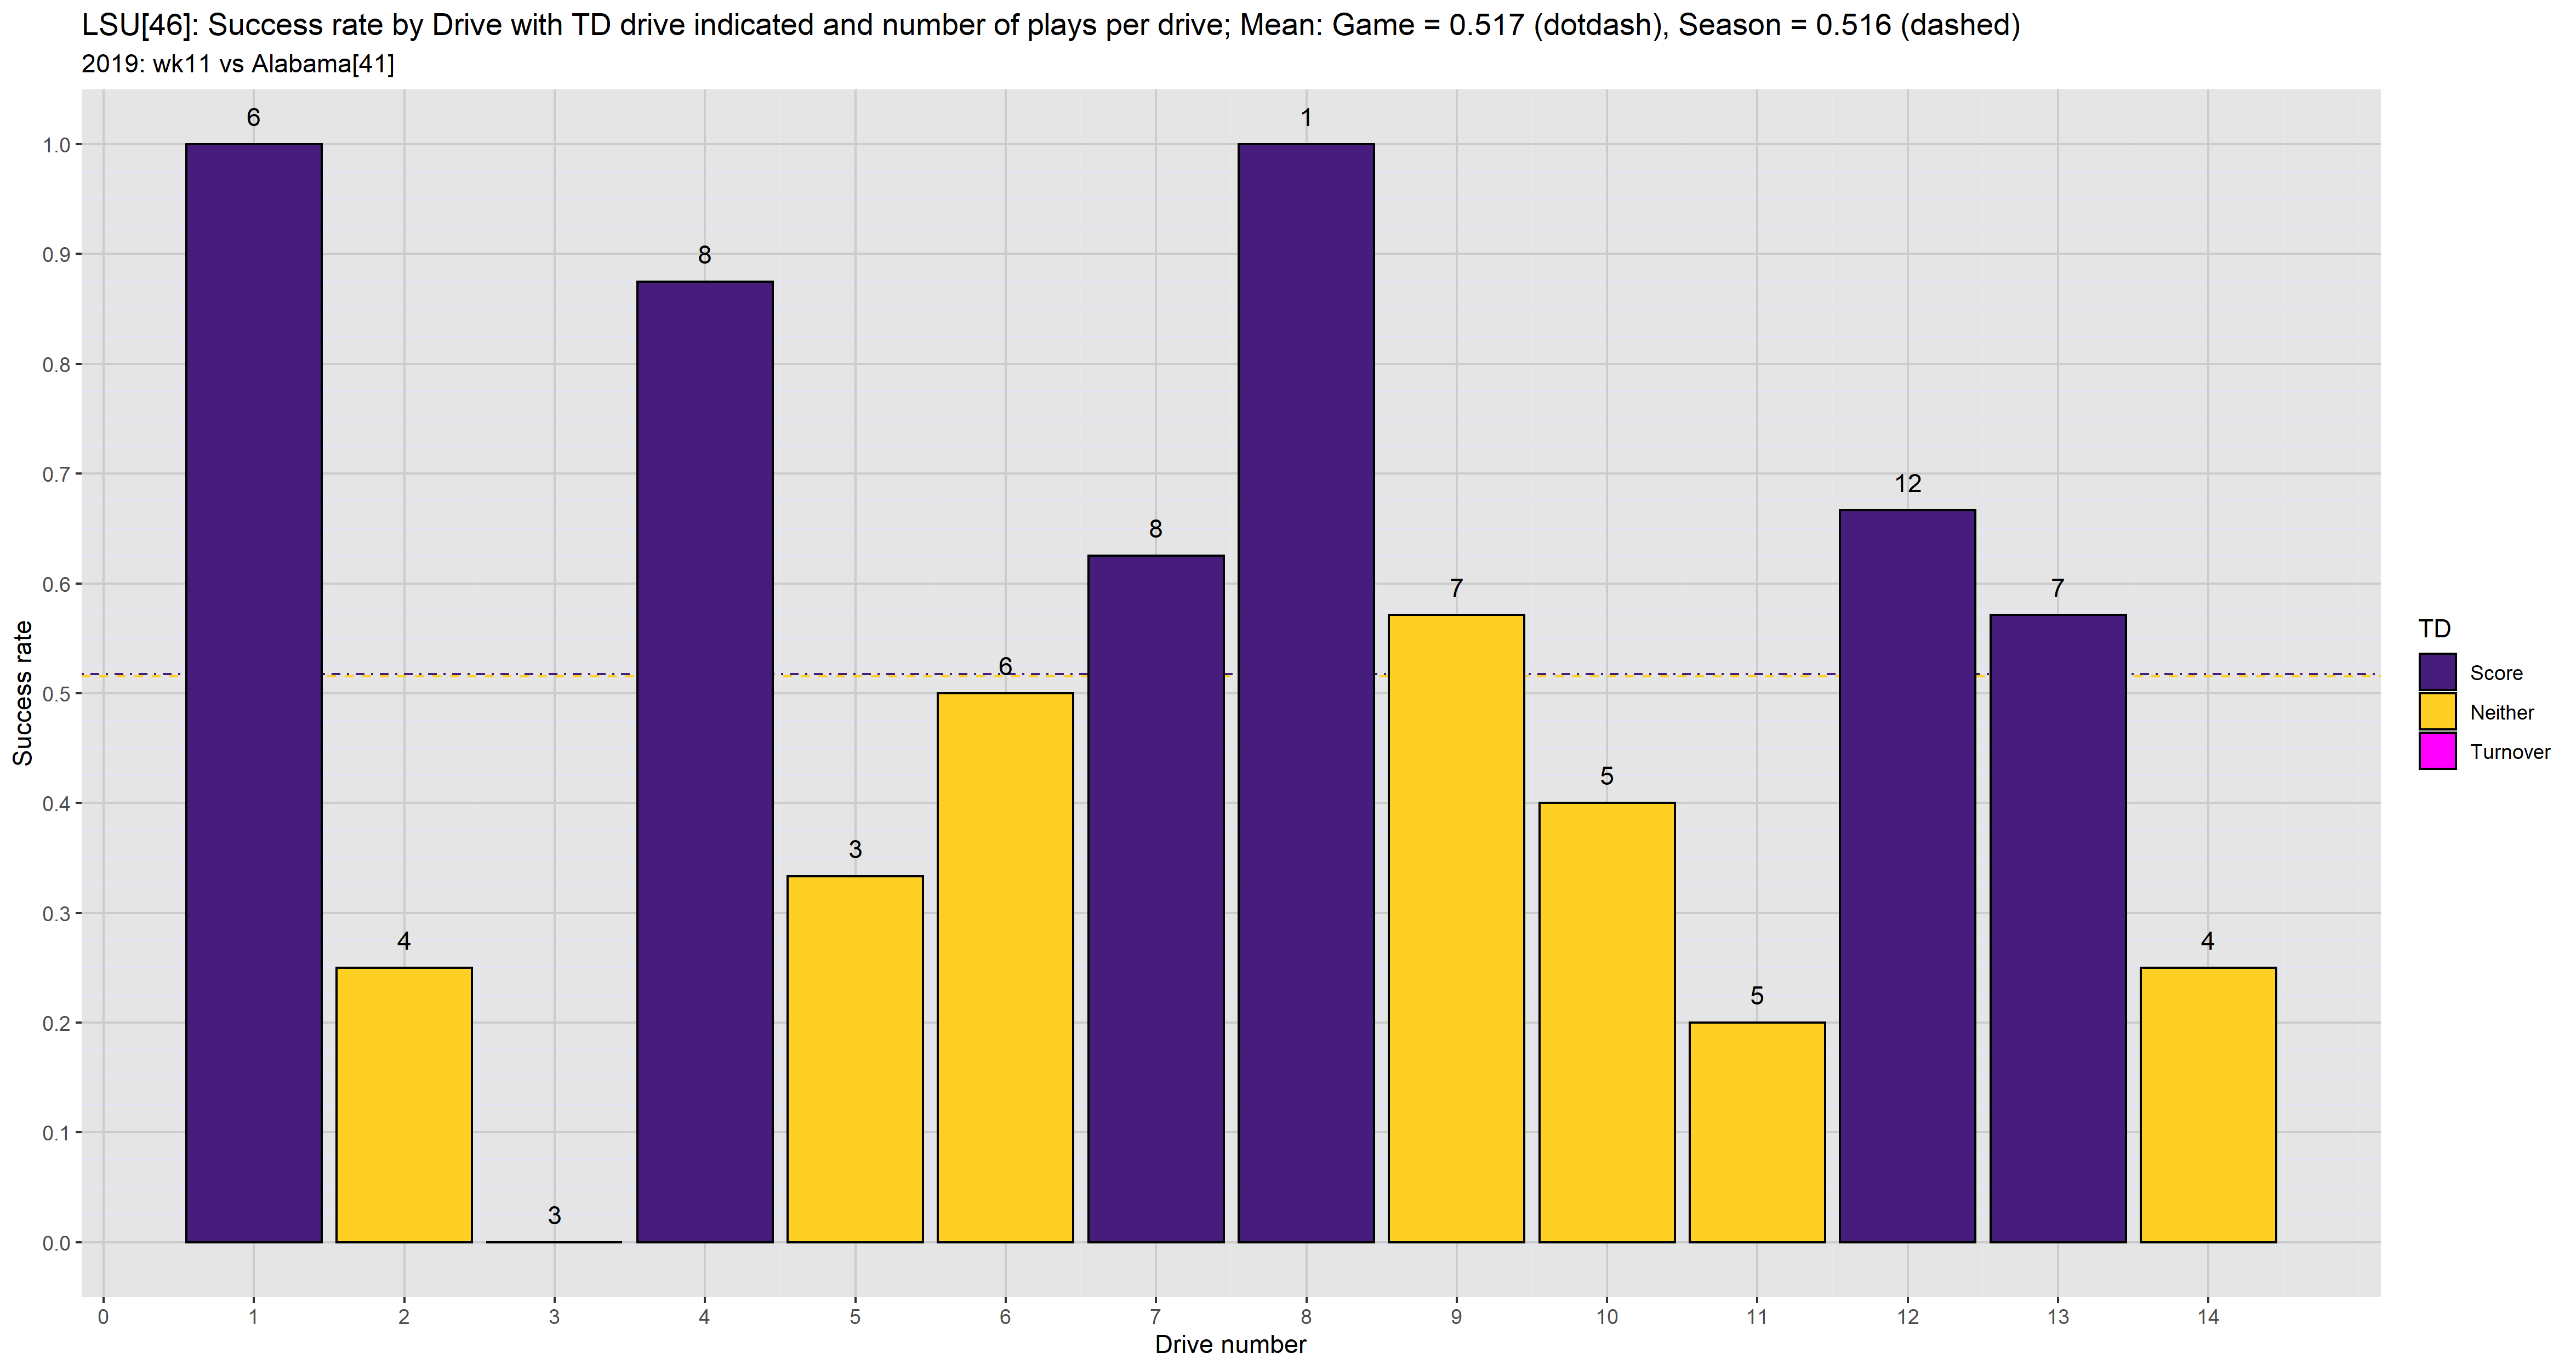 LSU[46]: Success rate by Drive with TD drive indicated and number of plays per drive; Mean: Game = 0.517 (dotdash), Season = 0.516 (dashed)
2019: wk11 vs Alabama[41]
6
1
1.0
8
0.9
0.8
12
0.7
8
7
7
0.6
6
0.5
5
0.4
3
0.3
4
4
5
0.2
0.1
3
0.0
Success rate
0 1 2 3 4 5 6 7 8 9 10 11 12 13 14
Drive number
TD
Score
Neither
Turnover